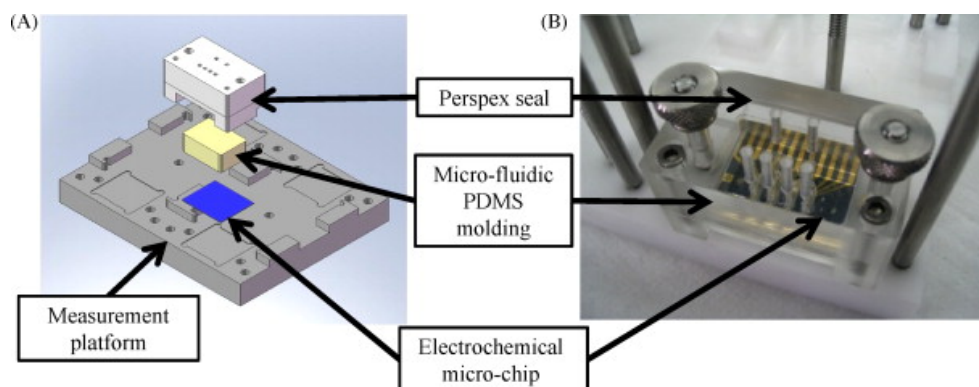 (A)
(B)
Perspex seal
Micro-fluidic
PDMS
molding
Measurement
platform
Electrochemical
micro-chip